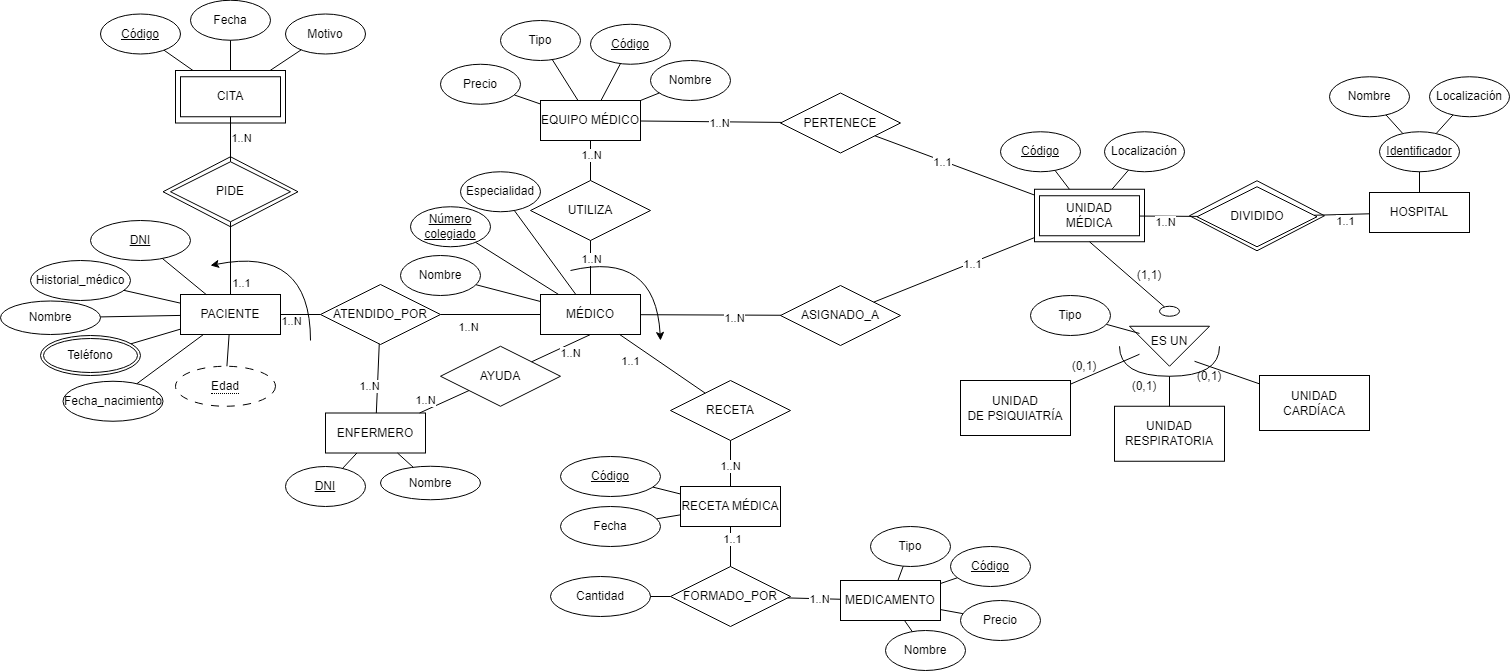 Código
Fecha
Motivo
CITA
1..N
PIDE
1..1
DNI
Historial_médico
Nombre
Teléfono
Fecha_nacimiento
Edad
PACIENTE
1..N
ATENDIDO_POR
1..N
1..N
ENFERMERO
DNI
Nombre
1..N
AYUDA
1..N
Precio
Tipo
Código
Nombre
EQUIPO MÉDICO
1..N
UTILIZA
1..N
Especialidad
Número
colegiado
Nombre
MÉDICO
1..N
PERTENECE
1..1
1..N
ASIGNADO_A
1..1
1..1
RECETA
1..N
Código
Fecha
RECETA MÉDICA
1..1
Cantidad
FORMADO_POR
1..N
MEDICAMENTO
Tipo
Código
Precio
Nombre
Código
Localización
UNIDAD
MÉDICA
1..N
DIVIDIDO
1..1
HOSPITAL
Identificador
Nombre
Localización
(1,1)
Tipo
ES UN
(0,1)
(0,1)
(0,1)
UNIDAD
DE PSIQUIATRÍA
UNIDAD
RESPIRATORIA
UNIDAD
CARDÍACA